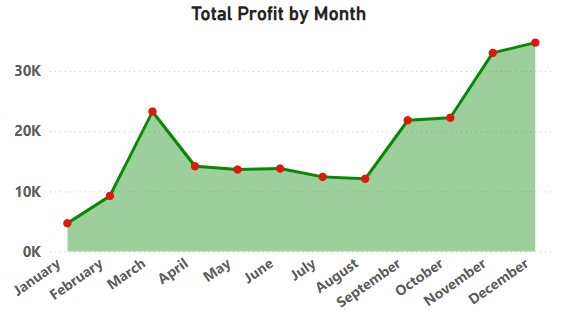 Total Profit by Month
30K
20K
10K
0K
January
February
March
April
May
June
July
August
September
October
November
December